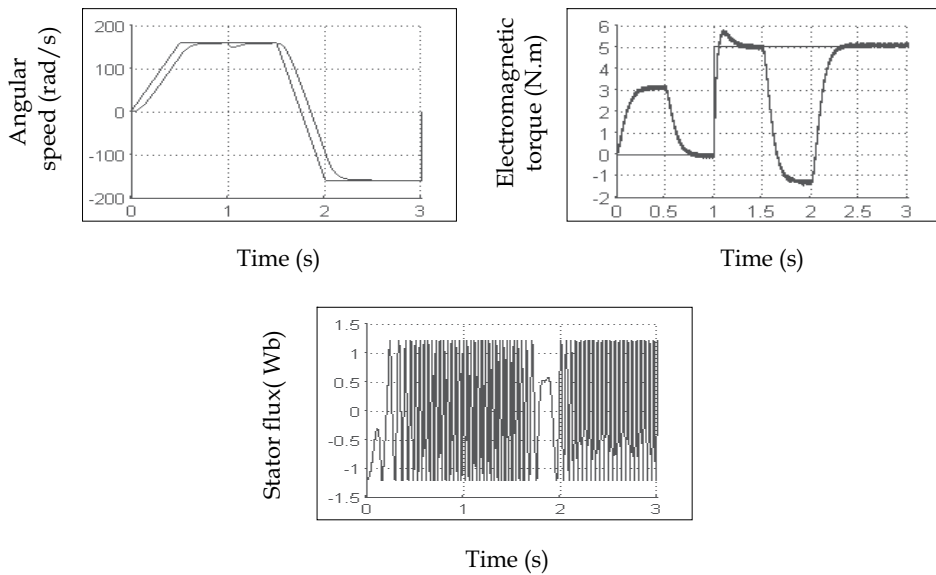 Angular
speed (rad/s)
200
100
0
-100
-200
0 1 2 3
Time (s)
Electromagnetic
torque (N.m)
6
5
4
3
2
1
0
-1
-2
0 0.5 1 1.5 2 2.5 3
Time (s)
Stator flux( Wb)
1.5
1
0.5
0
-0.5
-1
-1.5
0 1 2 3
Time (s)